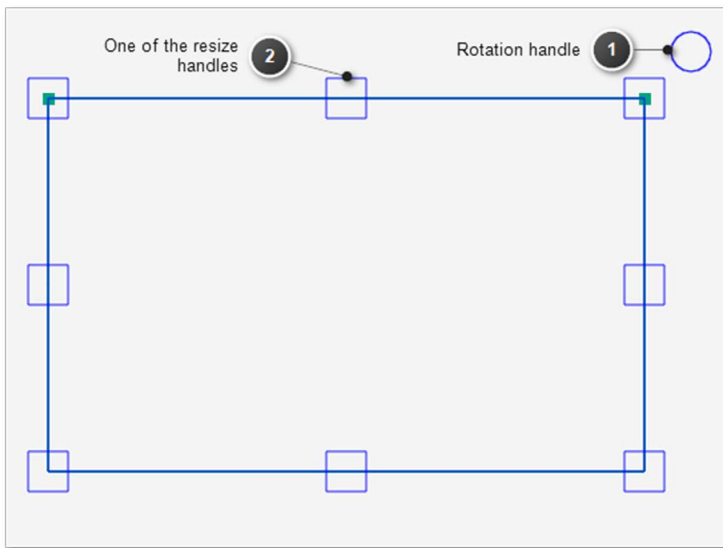 One of the resize
handles
2
Rotation handle
1